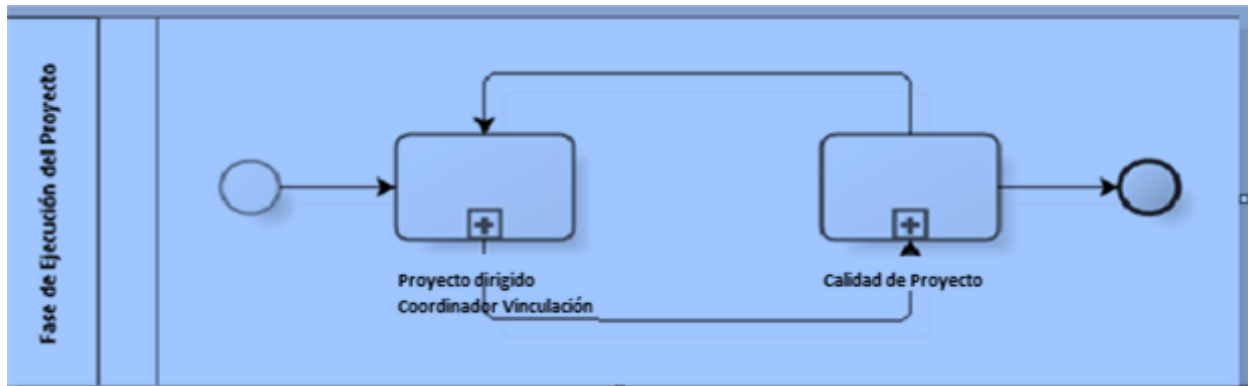 Fase de Ejecución del Proyecto
Proyecto dirigido
Coordinador Vinculación
Calidad de Proyecto